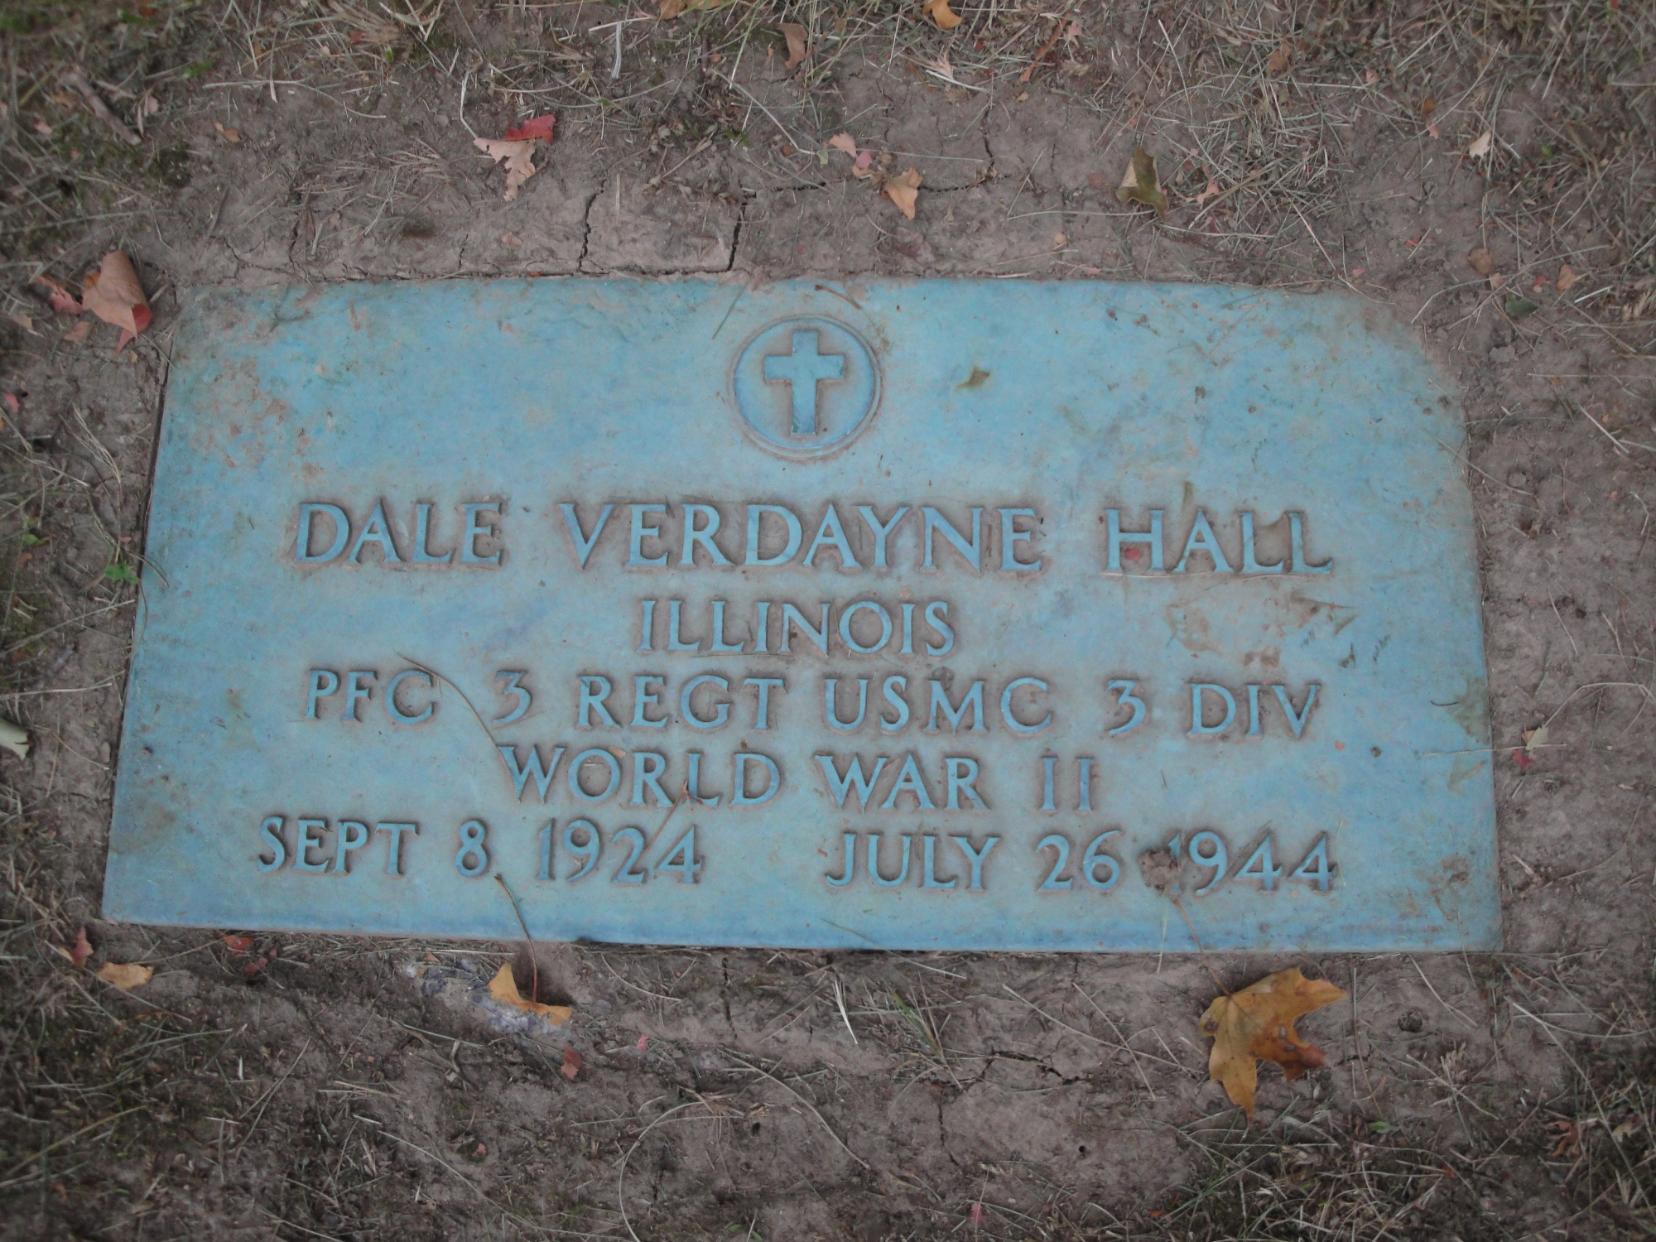 DALE VERDAYNE HALL
ILLINOIS
PFC 3 REGT USMC 3 DIV
WORLD WAR II
SEPT 8 1924 JULY 26 1944